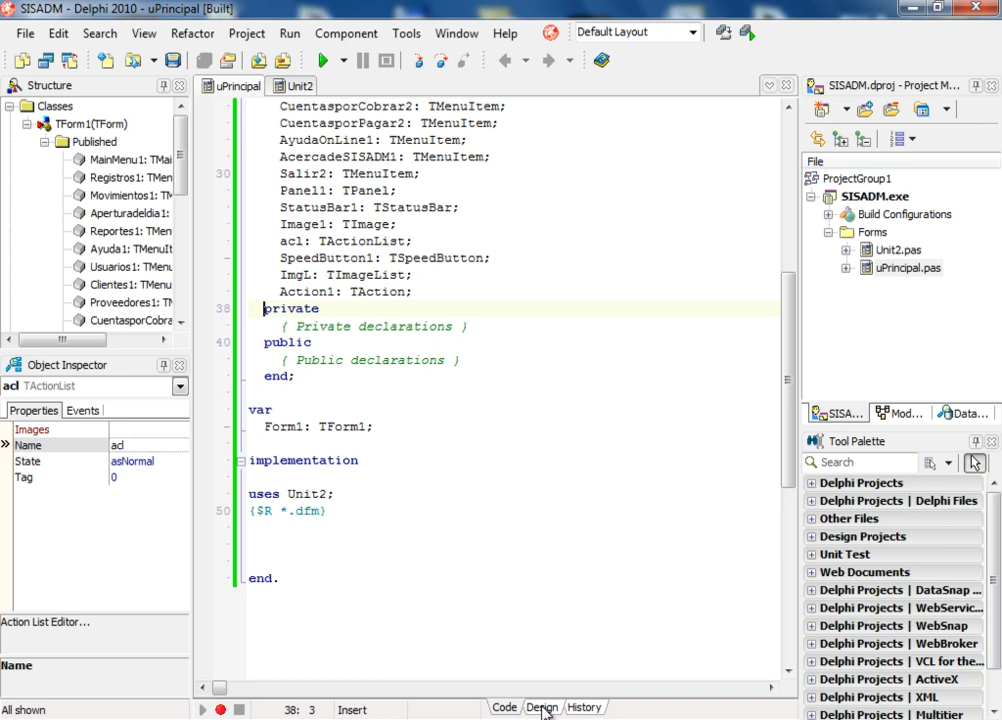 SISADM - Delphi 2010 - uPrincipal [Built]
File Edit Search View Refactor Project Run Component Tools Window Help Default Layout
Structure
Classes
TForm1(TForm)
Published
MainMenu1: TMai
Registros1: TMen
Movimientos1: TM
Aperturadeldia1:
Reportes1: TMen
Ayuda1: TMenuIt
Usuarios1: TMenu
Clientes1: TMenu
Proveedores1: TM
CuentasporCobra
Object Inspector
acl TActionList
Properties Events
Images
Name acl
State asNormal
Tag 0
Action List Editor...
Name
All shown
uPrincipal Unit2
CuentasporCobrar2: TMenuItem;
CuentasporPagar2: TMenuItem;
AyudaOnLine1: TMenuItem;
AcercadeSISADM1: TMenuItem;
30 Salir2: TMenuItem;
Panel1: TPanel;
StatusBar1: TStatusBar;
Image1: TImage;
acl: TActionList;
SpeedButton1: TSpeedButton;
ImgL: TImageList;
Action1: TAction;
38 private
{ Private declarations }
40 public
{ Public declarations }
end;
var
Form1: TForm1;
implementation
uses Unit2;
50 {$R *.dfm}
end.
38: 3 Insert Code Design History
SISADM.dproj - Project M...
File
ProjectGroup1
SISADM.exe
Build Configurations
Forms
Unit2.pas
uPrincipal.pas
SISA... Mod... Data...
Tool Palette
Search
Delphi Projects
Delphi Projects | Delphi Files
Other Files
Design Projects
Unit Test
Web Documents
Delphi Projects | DataSnap ...
Delphi Projects | WebServic...
Delphi Projects | WebSnap
Delphi Projects | WebBroker
Delphi Projects | VCL for the...
Delphi Projects | ActiveX
Delphi Projects | XML
Delphi Projects | Multitier